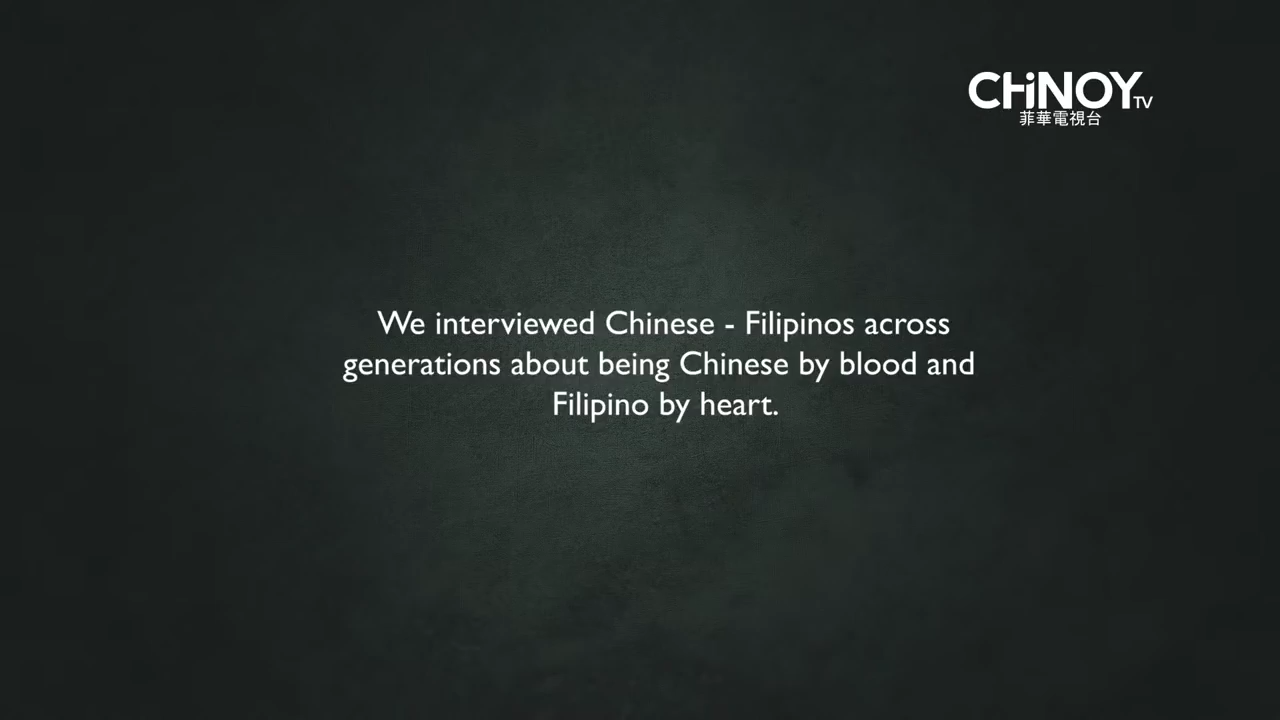 CHiNOY TV
菲華電視台
We interviewed Chinese - Filipinos across
generations about being Chinese by blood and
Filipino by heart.